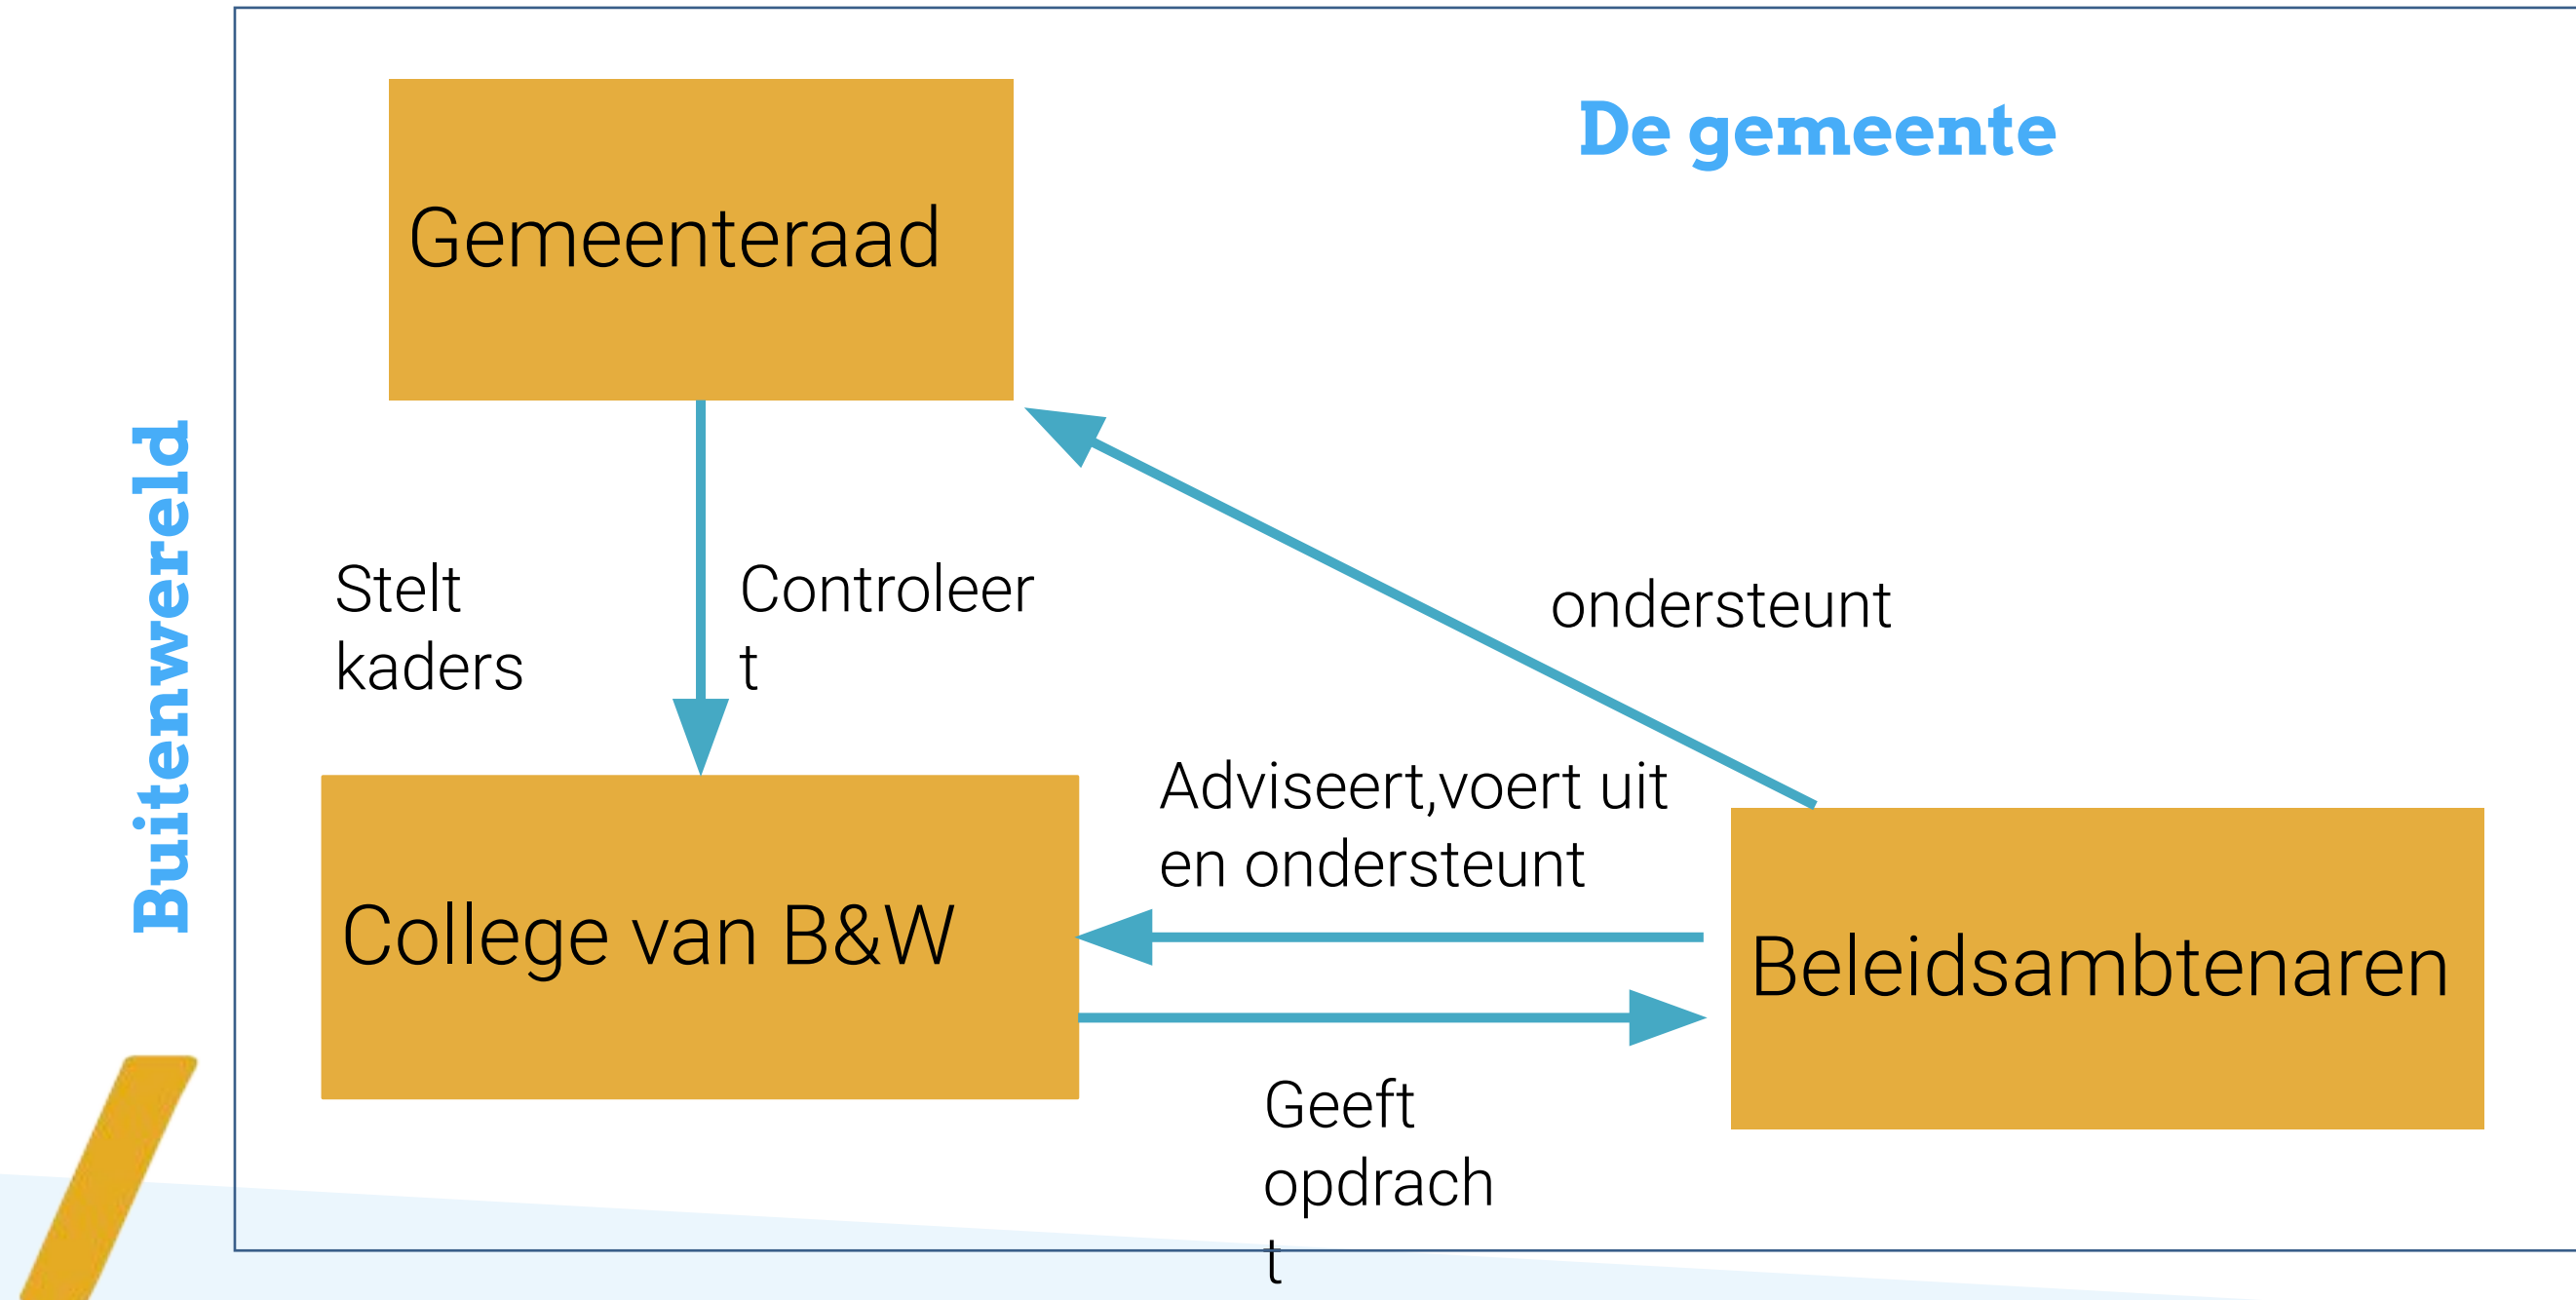 De gemeente
Gemeenteraad
Buitenwereld
Stelt
kaders
Controleer
t
ondersteunt
Adviseert,voert uit
en ondersteunt
College van B&W
Beleidsambtenaren
Geeft
opdrach
t